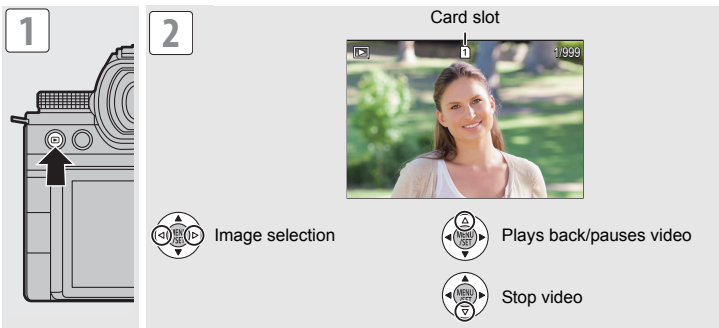 1
2
Card slot
1
1/999
MENU
/SET
Image selection
MENU
/SET
Plays back/pauses video
MENU
/SET
Stop video